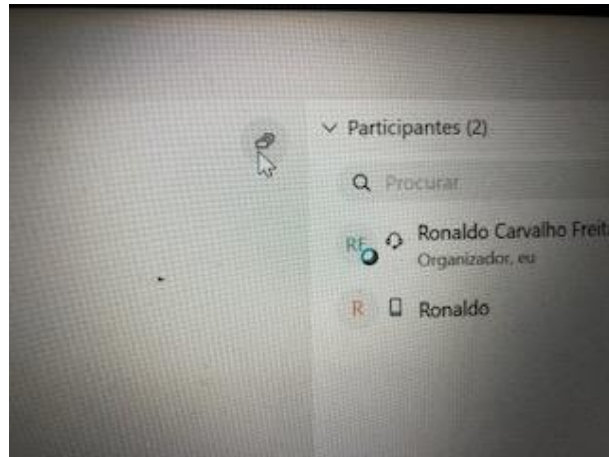 Participantes (2)
Procurar
RF
Ronaldo Carvalho Freit
Organizador, eu
R
Ronaldo